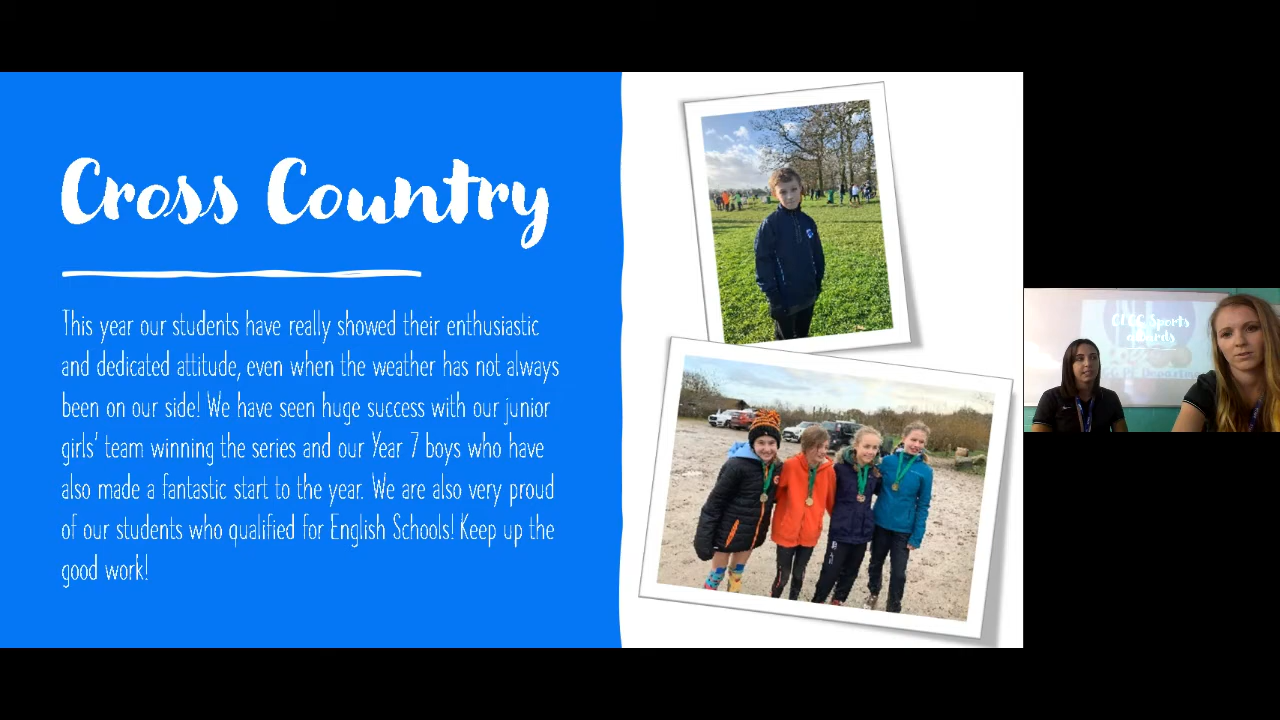 Cross Country
This year our students have really showed their enthusiastic
and dedicated attitude, even when the weather has not always
been on our side! We have seen huge success with our junior
girls' team winning the series and our Year 7 boys who have
also made a fantastic start to the year. We are also very proud
of our students who qualified for English Schools! Keep up the
good work!
Sports
awards